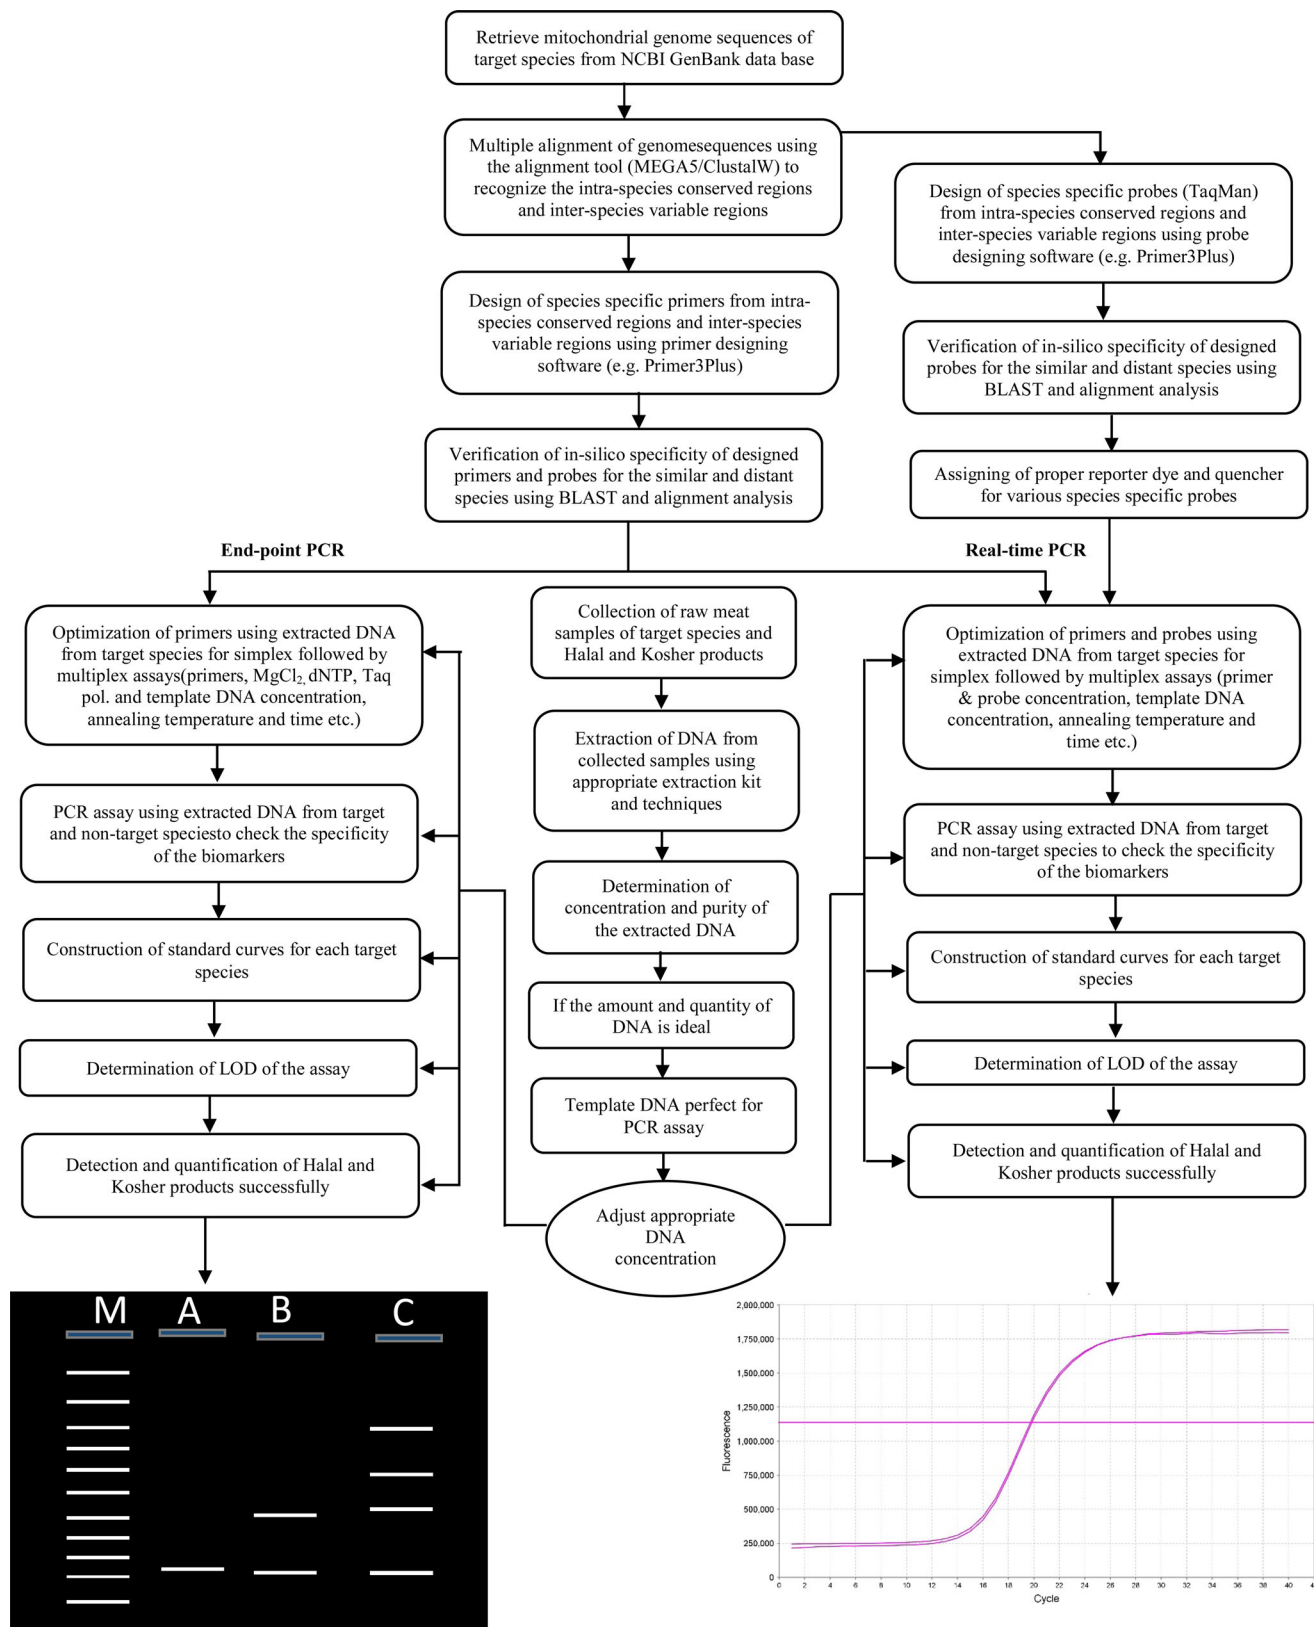 Retrieve mitochondrial genome sequences of
target species from NCBI GenBank data base
Multiple alignment of genomesequences using
the alignment tool (MEGA5/ClustalW) to
recognize the intra-species conserved regions
and inter-species variable regions
Design of species specific probes (TaqMan)
from intra-species conserved regions and
inter-species variable regions using probe
designing software (e.g. Primer3Plus)
Design of species specific primers from intra-
species conserved regions and inter-species
variable regions using primer designing
software (e.g. Primer3Plus)
Verification of in-silico specificity of designed
probes for the similar and distant species using
BLAST and alignment analysis
Verification of in-silico specificity of designed
primers and probes for the similar and distant
species using BLAST and alignment analysis
Assigning of proper reporter dye and quencher
for various species specific probes
End-point PCR
Real-time PCR
Optimization of primers using extracted DNA
from target species for simplex followed by
multiplex assays(primers, MgCl2, dNTP, Taq
pol. and template DNA concentration,
annealing temperature and time etc.)
PCR assay using extracted DNA from target
and non-target speciesto check the specificity
of the biomarkers
Construction of standard curves for each target
species
Determination of LOD of the assay
Detection and quantification of Halal and
Kosher products successfully
Collection of raw meat
samples of target species and
Halal and Kosher products
Extraction of DNA from
collected samples using
appropriate extraction kit
and techniques
Determination of
concentration and purity of
the extracted DNA
If the amount and quantity of
DNA is ideal
Template DNA perfect for
PCR assay
Adjust appropriate
DNA
concentration
Optimization of primers and probes using
extracted DNA from target species for
simplex followed by multiplex assays (primer
& probe concentration, template DNA
concentration, annealing temperature and
time etc.)
PCR assay using extracted DNA from target
and non-target species to check the specificity
of the biomarkers
Construction of standard curves for each target
species
Determination of LOD of the assay
Detection and quantification of Halal and
Kosher products successfully
M A B C
2,000,000
1,750,000
1,500,000
1,250,000
1,000,000
750,000
500,000
250,000
0
Fluorescence
0 2 4 6 8 10 12 14 16 18 20 22 24 26 28 30 32 34 36 38 40 4
Cycle